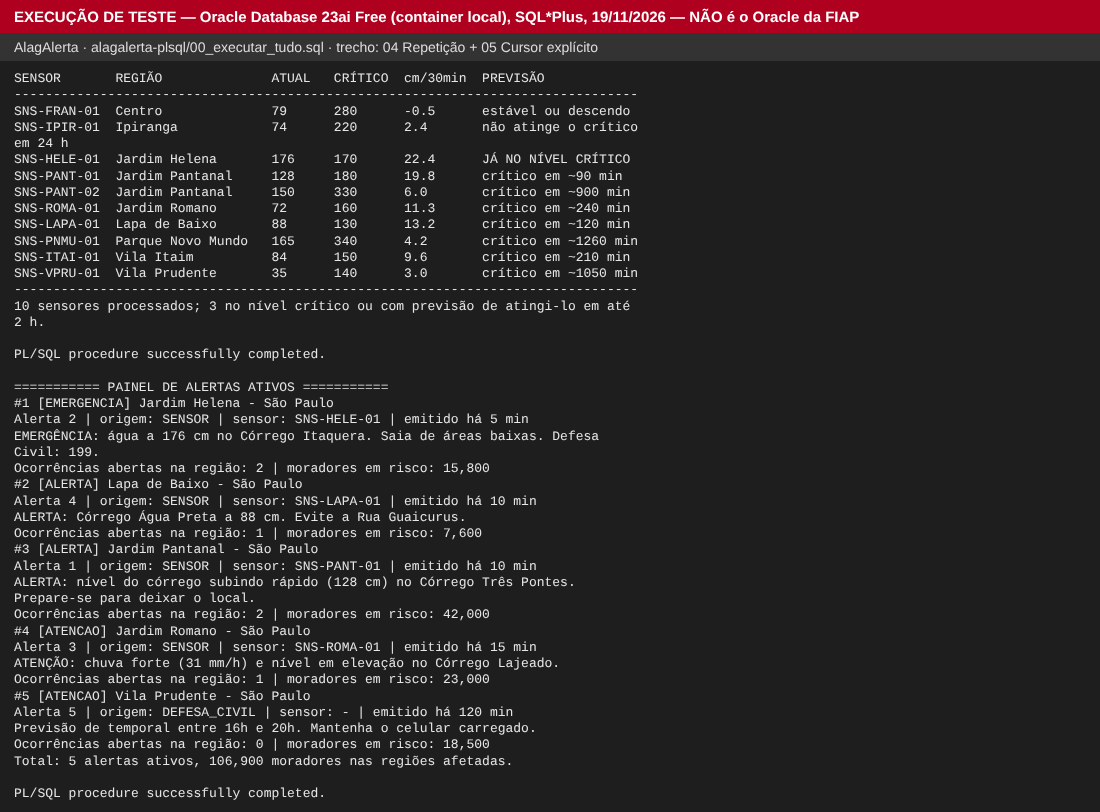 EXECUÇÃO DE TESTE — Oracle Database 23ai Free (container local), SQL*Plus, 19/11/2026 — NÃO é o Oracle da FIAP
AlagAlerta · alagalerta-plsql/00_executar_tudo.sql · trecho: 04 Repetição + 05 Cursor explícito
SENSOR       REGIÃO              ATUAL   CRÍTICO  cm/30min  PREVISÃO
--------------------------------------------------------------------------------
SNS-FRAN-01  Centro              79      280      -0.5      estável ou descendo
SNS-IPIR-01  Ipiranga            74      220      2.4       não atinge o crítico
em 24 h
SNS-HELE-01  Jardim Helena       176     170      22.4      JÁ NO NÍVEL CRÍTICO
SNS-PANT-01  Jardim Pantanal     128     180      19.8      crítico em ~90 min
SNS-PANT-02  Jardim Pantanal     150     330      6.0       crítico em ~900 min
SNS-ROMA-01  Jardim Romano       72      160      11.3      crítico em ~240 min
SNS-LAPA-01  Lapa de Baixo       88      130      13.2      crítico em ~120 min
SNS-PNMU-01  Parque Novo Mundo   165     340      4.2       crítico em ~1260 min
SNS-ITAI-01  Vila Itaim          84      150      9.6       crítico em ~210 min
SNS-VPRU-01  Vila Prudente       35      140      3.0       crítico em ~1050 min
--------------------------------------------------------------------------------
10 sensores processados; 3 no nível crítico ou com previsão de atingi-lo em até
2 h.
PL/SQL procedure successfully completed.
=========== PAINEL DE ALERTAS ATIVOS ===========
#1 [EMERGENCIA] Jardim Helena - São Paulo
Alerta 2 | origem: SENSOR | sensor: SNS-HELE-01 | emitido há 5 min
EMERGÊNCIA: água a 176 cm no Córrego Itaquera. Saia de áreas baixas. Defesa
Civil: 199.
Ocorrências abertas na região: 2 | moradores em risco: 15,800
#2 [ALERTA] Lapa de Baixo - São Paulo
Alerta 4 | origem: SENSOR | sensor: SNS-LAPA-01 | emitido há 10 min
ALERTA: Córrego Água Preta a 88 cm. Evite a Rua Guaicurus.
Ocorrências abertas na região: 1 | moradores em risco: 7,600
#3 [ALERTA] Jardim Pantanal - São Paulo
Alerta 1 | origem: SENSOR | sensor: SNS-PANT-01 | emitido há 10 min
ALERTA: nível do córrego subindo rápido (128 cm) no Córrego Três Pontes.
Prepare-se para deixar o local.
Ocorrências abertas na região: 2 | moradores em risco: 42,000
#4 [ATENCAO] Jardim Romano - São Paulo
Alerta 3 | origem: SENSOR | sensor: SNS-ROMA-01 | emitido há 15 min
ATENÇÃO: chuva forte (31 mm/h) e nível em elevação no Córrego Lajeado.
Ocorrências abertas na região: 1 | moradores em risco: 23,000
#5 [ATENCAO] Vila Prudente - São Paulo
Alerta 5 | origem: DEFESA_CIVIL | sensor: - | emitido há 120 min
Previsão de temporal entre 16h e 20h. Mantenha o celular carregado.
Ocorrências abertas na região: 0 | moradores em risco: 18,500
Total: 5 alertas ativos, 106,900 moradores nas regiões afetadas.
PL/SQL procedure successfully completed.